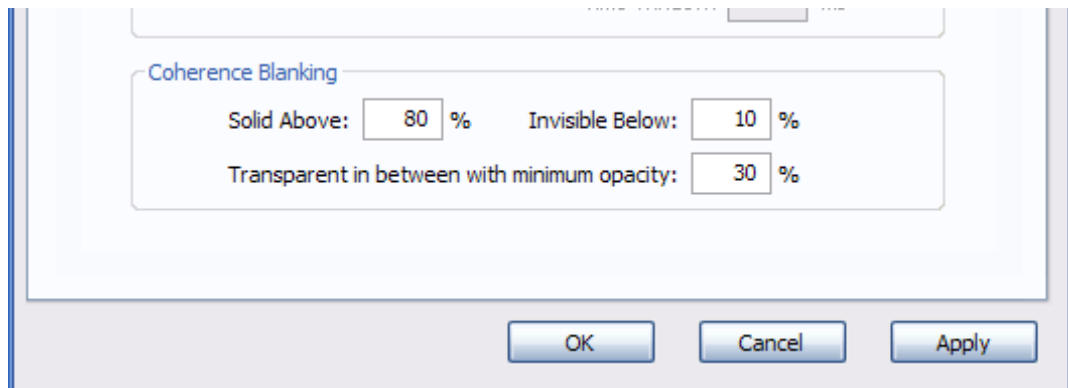 Coherence Blanking
Solid Above: 80 % Invisible Below: 10 %
Transparent in between with minimum opacity: 30 %
OK Cancel Apply